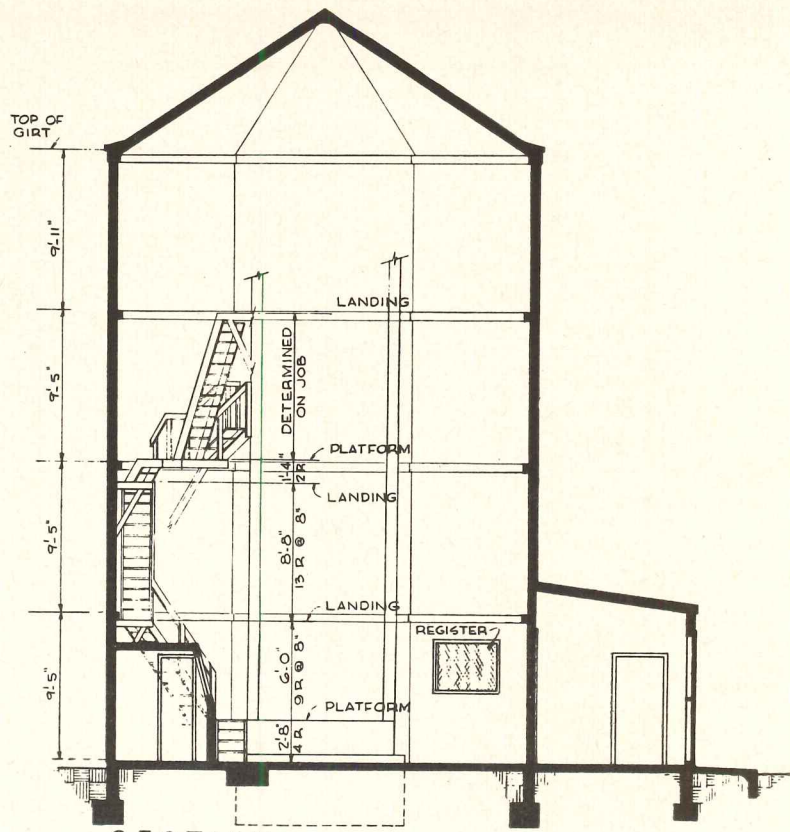 TOP OF
GIRT
9'-11"
LANDING
9'-5"
DETERMINED
ON JOB
PLATFORM
1'-4"
2 R
LANDING
9'-5"
8'-8"
13 R @ 8"
LANDING
REGISTER
9'-5"
6'-0"
9 R @ 8"
PLATFORM
2'-8"
4 R